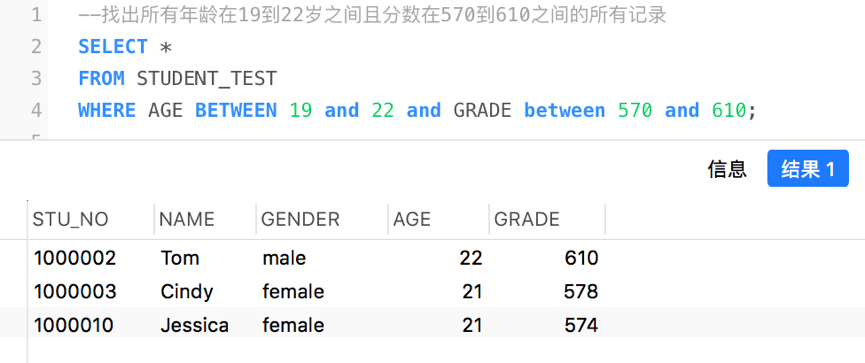 1 --找出所有年龄在19到22岁之间且分数在570到610之间的所有记录
2 SELECT *
3 FROM STUDENT_TEST
4 WHERE AGE BETWEEN 19 and 22 and GRADE between 570 and 610;
信息 结果 1
STU_NO NAME GENDER AGE GRADE
1000002 Tom male 22 610
1000003 Cindy female 21 578
1000010 Jessica female 21 574